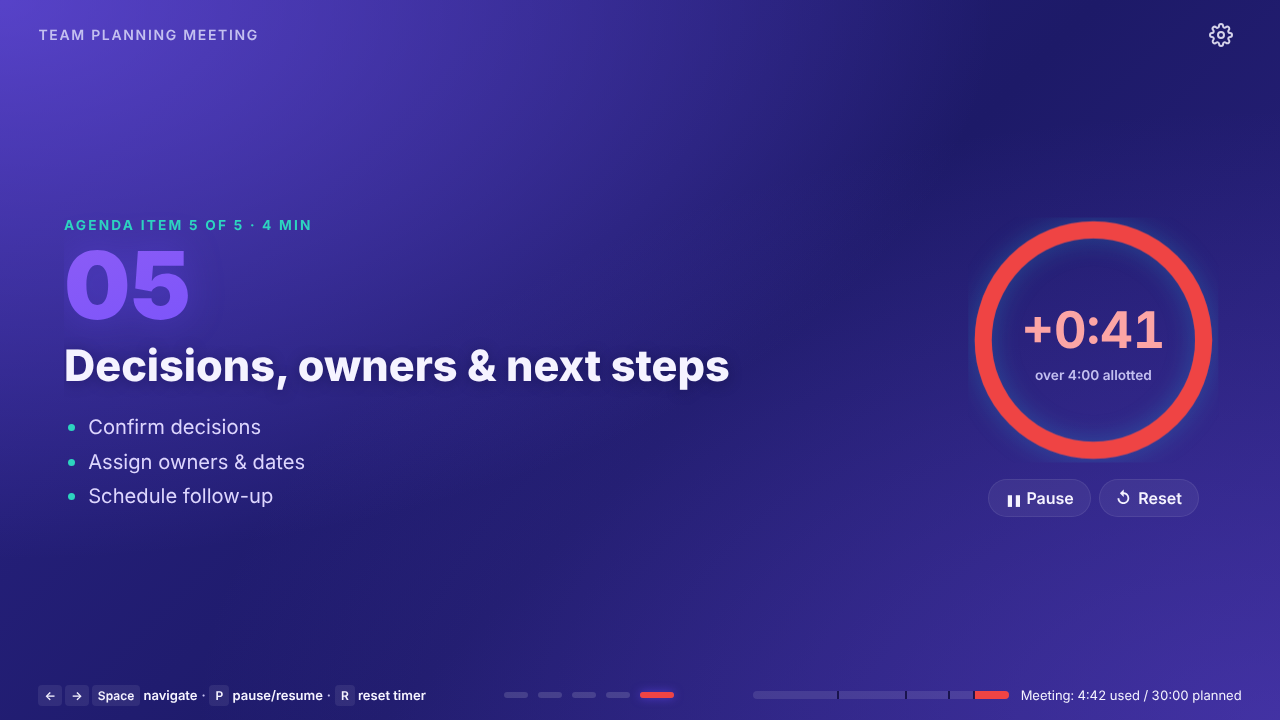 TEAM PLANNING MEETING
AGENDA ITEM 5 OF 5 · 4 MIN
05
Decisions, owners & next steps
Confirm decisions
Assign owners & dates
Schedule follow-up
+0:41
over 4:00 allotted
Pause
Reset
← → Space navigate · P pause/resume · R reset timer
Meeting: 4:42 used / 30:00 planned